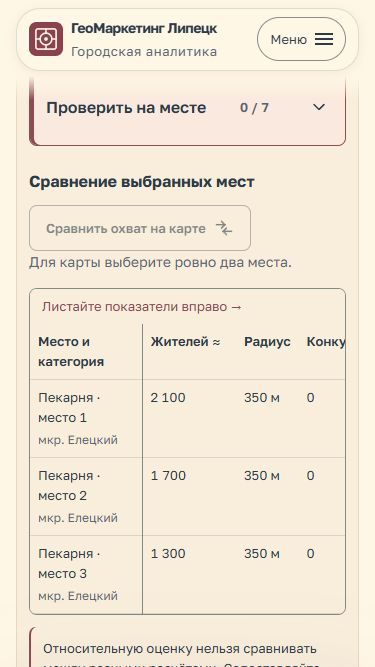 ГеоМаркетинг Липецк
Городская аналитика
Меню
Проверить на месте 0 / 7
Сравнение выбранных мест
Сравнить охват на карте
Для карты выберите ровно два места.
Листайте показатели вправо →
Место и категория Жителей ≈ Радиус Конку
Пекарня · место 1 2 100 350 м 0
мкр. Елецкий
Пекарня · место 2 1 700 350 м 0
мкр. Елецкий
Пекарня · место 3 1 300 350 м 0
мкр. Елецкий
Относительную оценку нельзя сравнивать